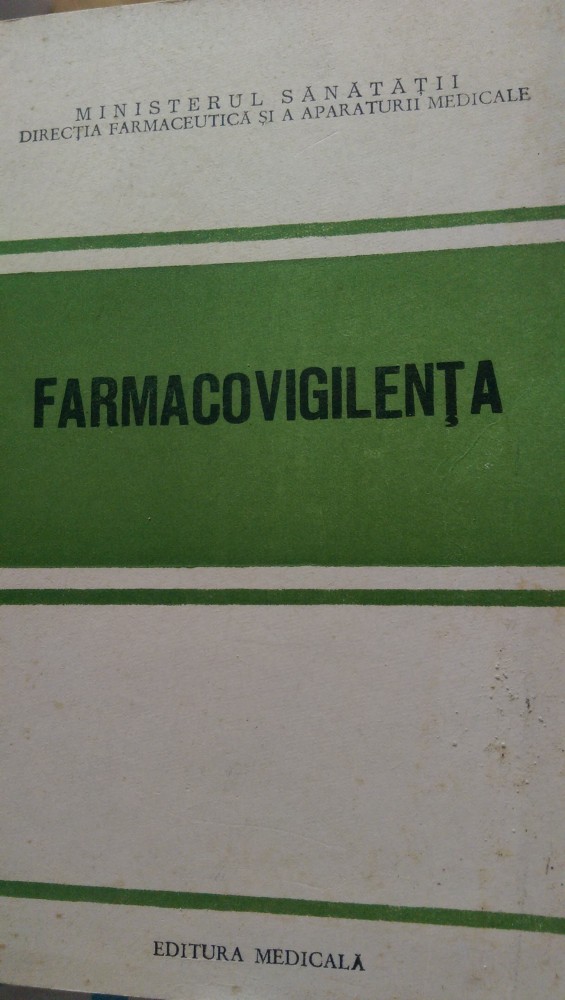 MINISTERUL SĂNĂTĂȚII
DIRECȚIA FARMACEUTICĂ ȘI A APARATURII MEDICALE
FARMACOVIGILENȚA
EDITURA MEDICALĂ